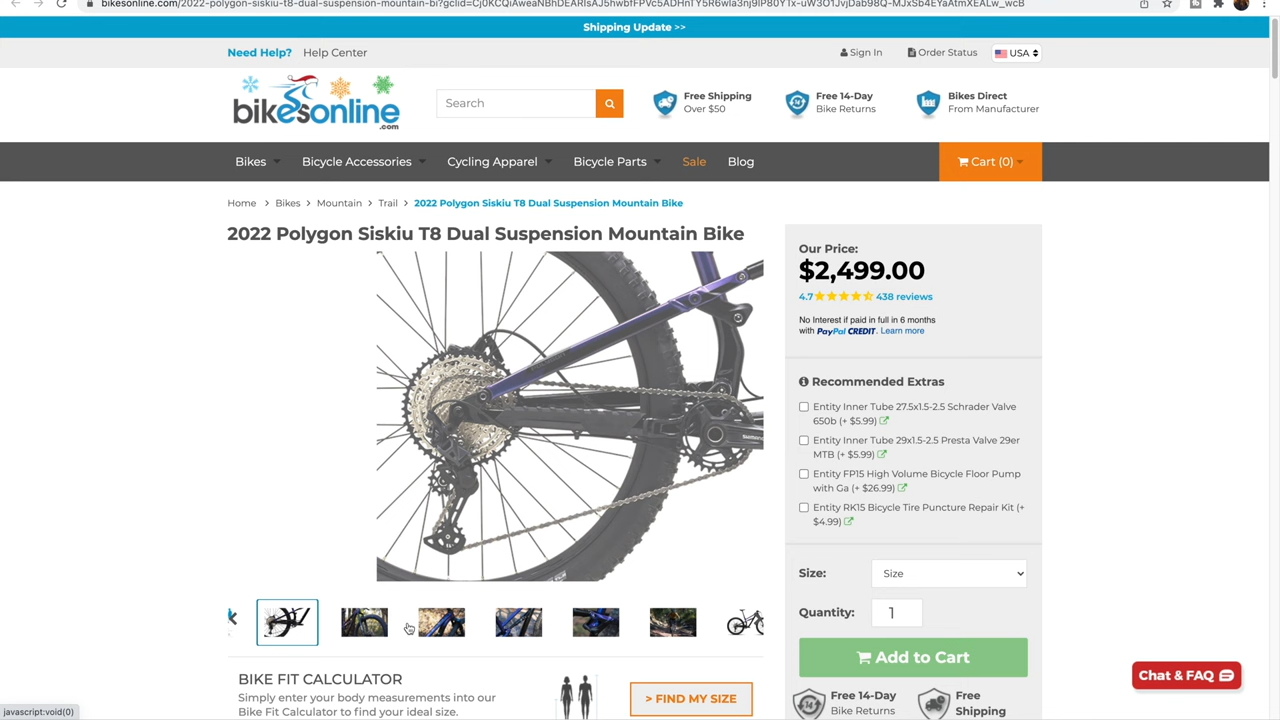 bikesonline.com/2022-polygon-siskiu-t8-dual-suspension-mountain-bi?gclid=
Shipping Update >>
Need Help? Help Center
Sign In Order Status USA
bikesonline
.com
Search
Free Shipping
Over $50
Free 14-Day
Bike Returns
Bikes Direct
From Manufacturer
Bikes Bicycle Accessories Cycling Apparel Bicycle Parts Sale Blog Cart (0)
Home > Bikes > Mountain > Trail > 2022 Polygon Siskiu T8 Dual Suspension Mountain Bike
2022 Polygon Siskiu T8 Dual Suspension Mountain Bike
Our Price:
$2,499.00
4.7 438 reviews
No Interest if paid in full in 6 months
with PayPal CREDIT. Learn more
Recommended Extras
Entity Inner Tube 27.5x1.5-2.5 Schrader Valve
650b (+ $5.99)
Entity Inner Tube 29x1.5-2.5 Presta Valve 29er
MTB (+ $5.99)
Entity FP15 High Volume Bicycle Floor Pump
with Ga (+ $26.99)
Entity RK15 Bicycle Tire Puncture Repair Kit (+
$4.99)
Size: Size
Quantity: 1
Add to Cart
Free 14-Day
Bike Returns
Free
Shipping
BIKE FIT CALCULATOR
Simply enter your body measurements into our
Bike Fit Calculator to find your ideal size.
> FIND MY SIZE
Chat & FAQ
javascript:void(0)